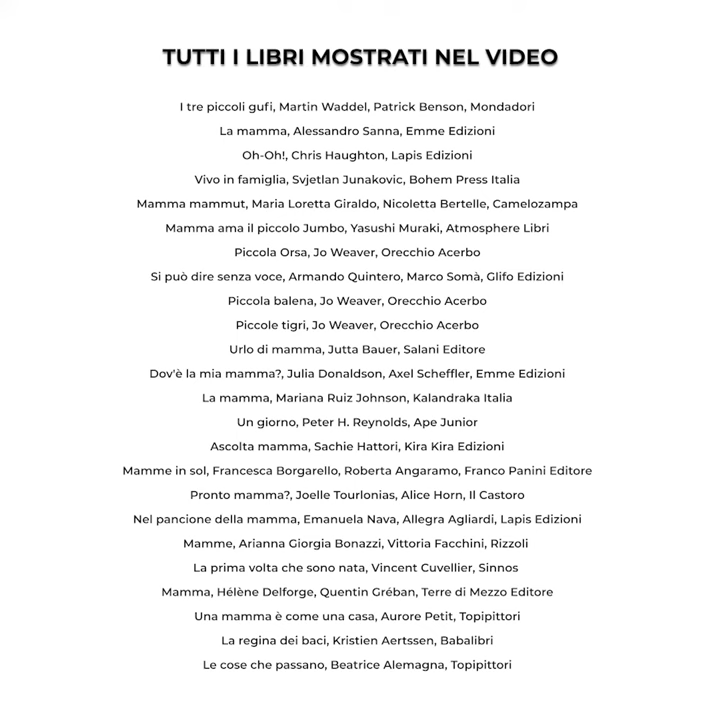 TUTTI I LIBRI MOSTRATI NEL VIDEO
I tre piccoli gufi, Martin Waddel, Patrick Benson, Mondadori
La mamma, Alessandro Sanna, Emme Edizioni
Oh-Oh!, Chris Haughton, Lapis Edizioni
Vivo in famiglia, Svjetlan Junakovic, Bohem Press Italia
Mamma mammut, Maria Loretta Giraldo, Nicoletta Bertelle, Camelozampa
Mamma ama il piccolo Jumbo, Yasushi Muraki, Atmosphere Libri
Piccola Orsa, Jo Weaver, Orecchio Acerbo
Si può dire senza voce, Armando Quintero, Marco Somà, Glifo Edizioni
Piccola balena, Jo Weaver, Orecchio Acerbo
Piccole tigri, Jo Weaver, Orecchio Acerbo
Urlo di mamma, Jutta Bauer, Salani Editore
Dov'è la mia mamma?, Julia Donaldson, Axel Scheffler, Emme Edizioni
La mamma, Mariana Ruiz Johnson, Kalandraka Italia
Un giorno, Peter H. Reynolds, Ape Junior
Ascolta mamma, Sachie Hattori, Kira Kira Edizioni
Mamme in sol, Francesca Borgarello, Roberta Angaramo, Franco Panini Editore
Pronto mamma?, Joelle Tourlonias, Alice Horn, Il Castoro
Nel pancione della mamma, Emanuela Nava, Allegra Agliardi, Lapis Edizioni
Mamme, Arianna Giorgia Bonazzi, Vittoria Facchini, Rizzoli
La prima volta che sono nata, Vincent Cuvellier, Sinnos
Mamma, Hélène Delforge, Quentin Gréban, Terre di Mezzo Editore
Una mamma è come una casa, Aurore Petit, Topipittori
La regina dei baci, Kristien Aertssen, Babalibri
Le cose che passano, Beatrice Alemagna, Topipittori